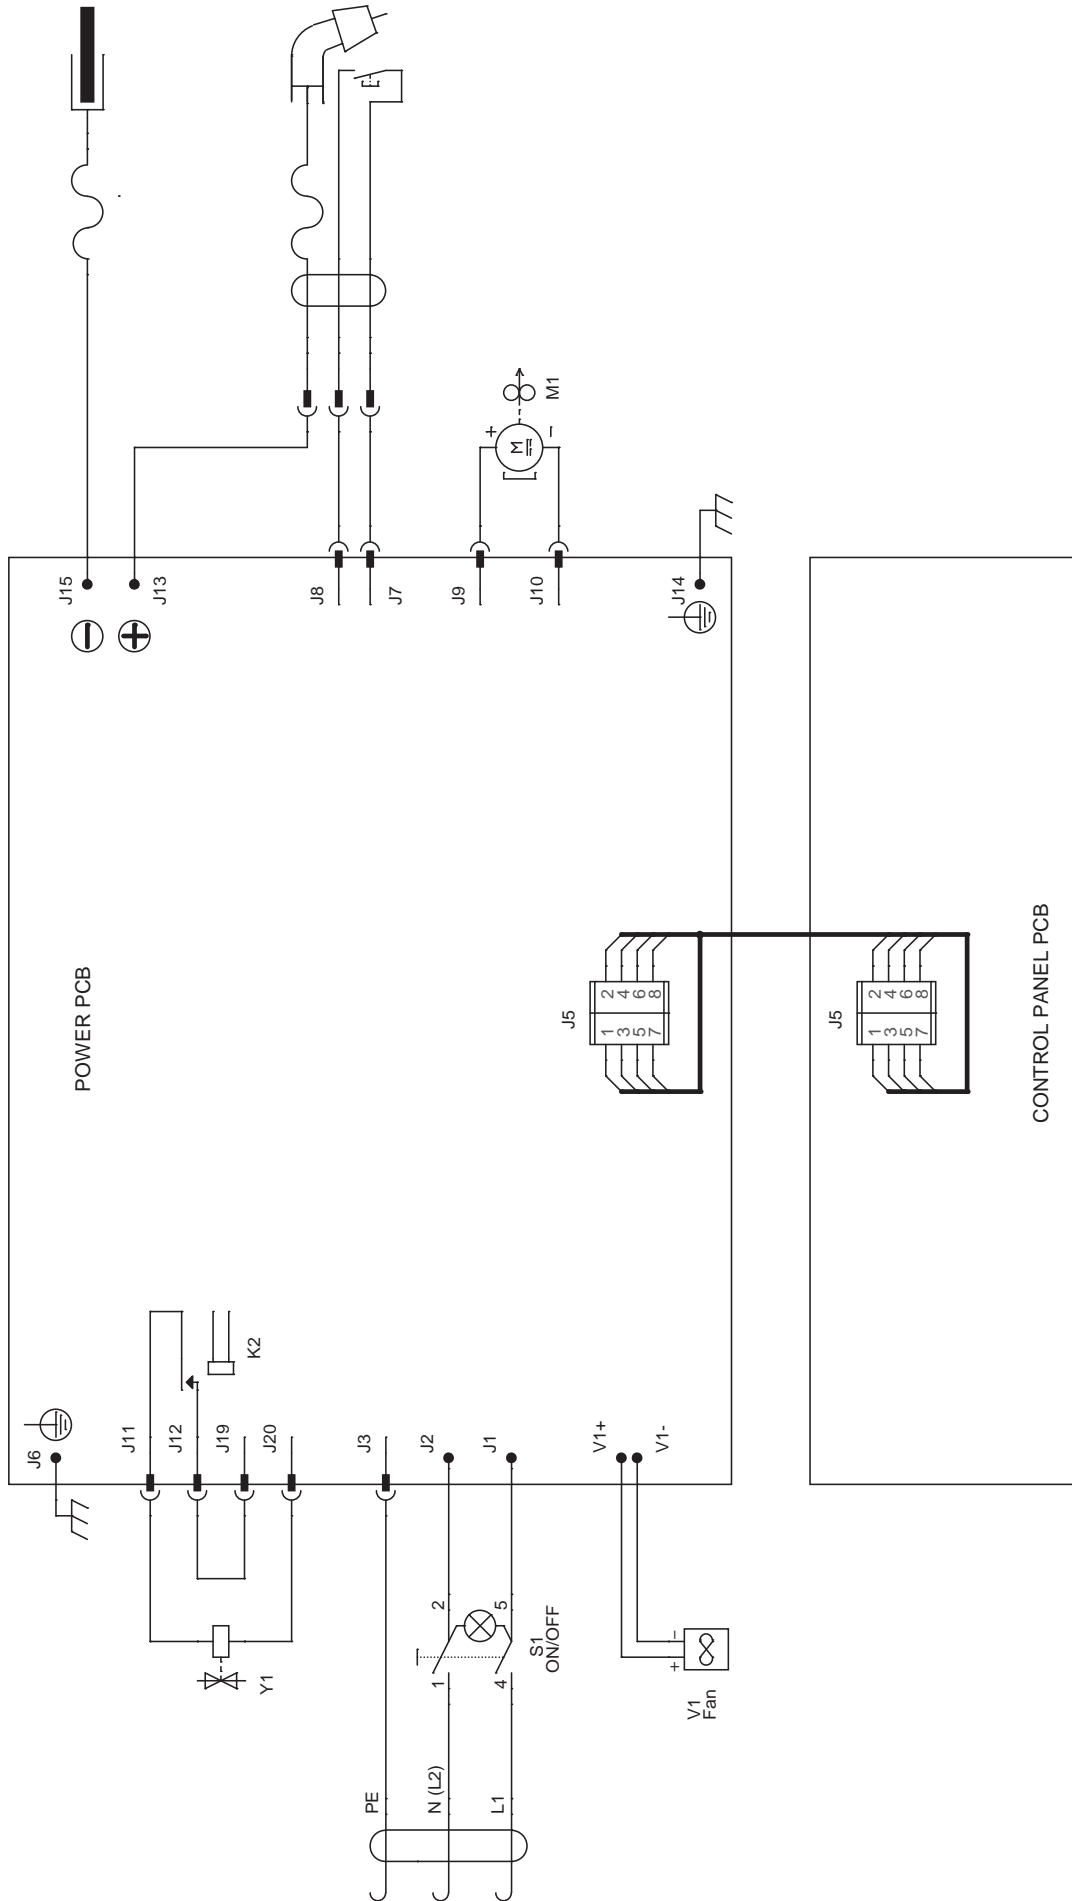 J15
J13
J8
J7
J9
+
M
−
M1
J10
J14
POWER PCB
J5
1 2
3 4
5 6
7 8
J5
1 2
3 4
5 6
7 8
CONTROL PANEL PCB
K2
J6
J11
J12
J19
J20
J3
J2
J1
V1+
V1-
Y1
1
2
4
5
S1
ON/OFF
+
−
V1
Fan
PE
N (L2)
L1